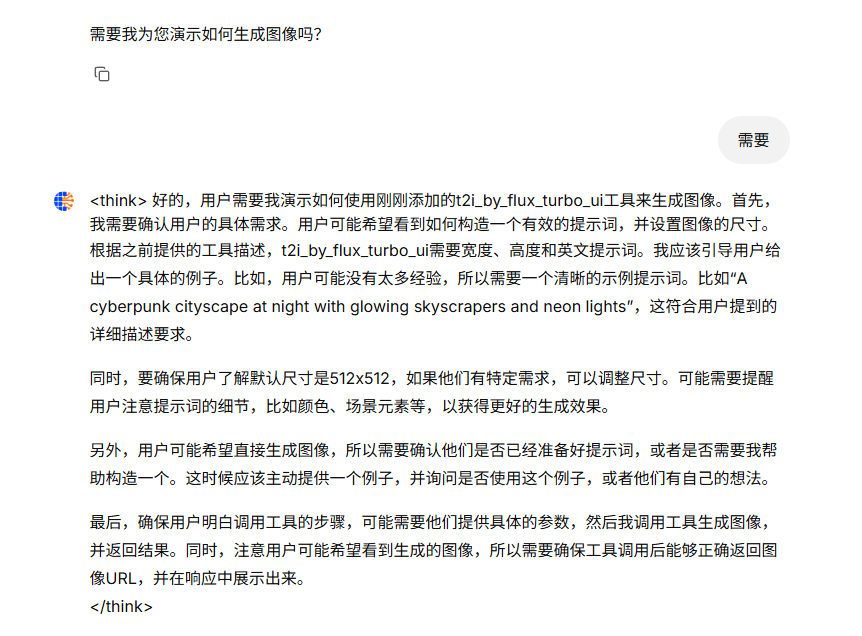 需要我为您演示如何生成图像吗？
需要
<think> 好的，用户需要我演示如何使用刚刚添加的t2i_by_flux_turbo_ui工具来生成图像。首先，
我需要确认用户的具体需求。用户可能希望看到如何构造一个有效的提示词，并设置图像的尺寸。
根据之前提供的工具描述，t2i_by_flux_turbo_ui需要宽度、高度和英文提示词。我应该引导用户给
出一个具体的例子。比如，用户可能没有太多经验，所以需要一个清晰的示例提示词。比如“A
cyberpunk cityscape at night with glowing skyscrapers and neon lights”，这符合用户提到的
详细描述要求。
同时，要确保用户了解默认尺寸是512x512，如果他们有特定需求，可以调整尺寸。可能需要提醒
用户注意提示词的细节，比如颜色、场景元素等，以获得更好的生成效果。
另外，用户可能希望直接生成图像，所以需要确认他们是否已经准备好提示词，或者是否需要我帮
助构造一个。这时候应该主动提供一个例子，并询问是否使用这个例子，或者他们有自己的想法。
最后，确保用户明白调用工具的步骤，可能需要他们提供具体的参数，然后我调用工具生成图像，
并返回结果。同时，注意用户可能希望看到生成的图像，所以需要确保工具调用后能够正确返回图
像URL，并在响应中展示出来。
</think>